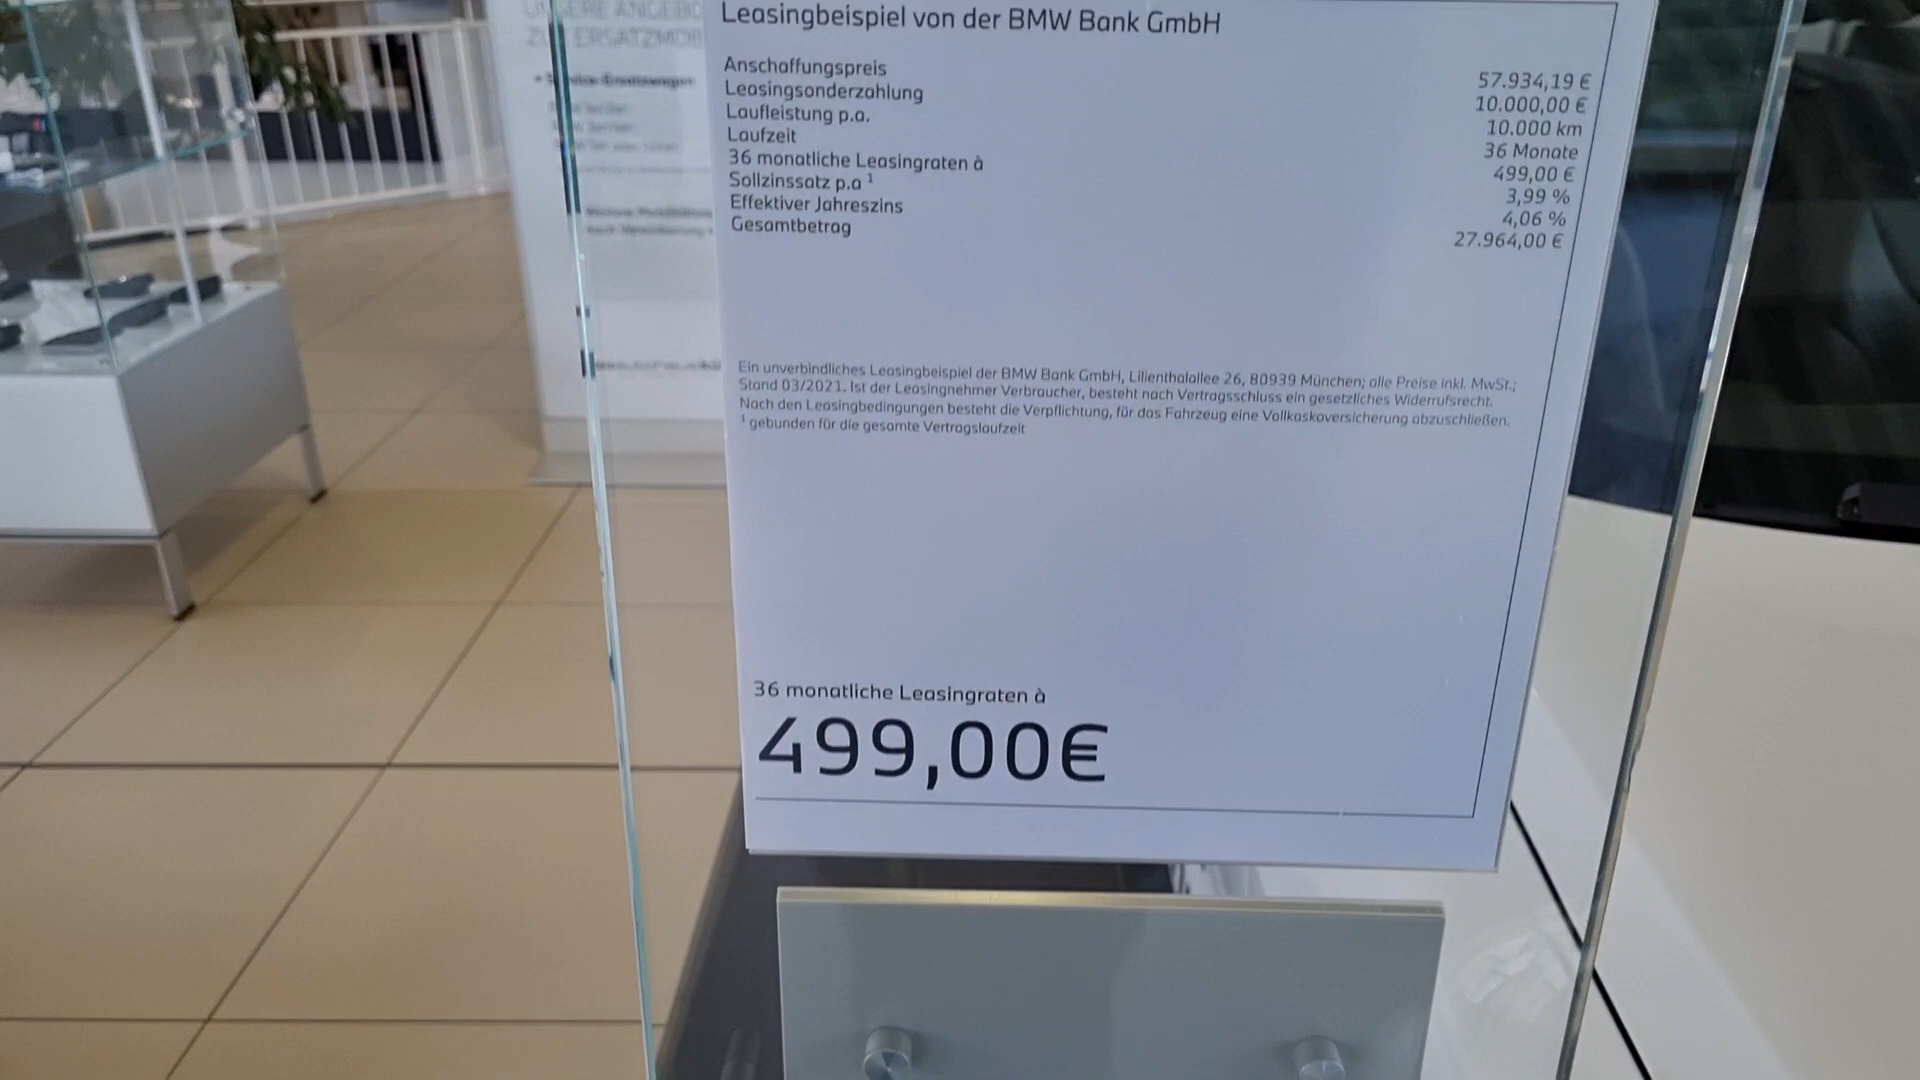 Leasingbeispiel von der BMW Bank GmbH
Anschaffungspreis 57.934,19 €
Leasingsonderzahlung 10.000,00 €
Laufleistung p.a. 10.000 km
Laufzeit 36 Monate
36 monatliche Leasingraten à 499,00 €
Sollzinssatz p.a ¹ 3,99 %
Effektiver Jahreszins 4,06 %
Gesamtbetrag 27.964,00 €
Ein unverbindliches Leasingbeispiel der BMW Bank GmbH, Lilienthalallee 26, 80939 München; alle Preise inkl. MwSt.;
Stand 03/2021. Ist der Leasingnehmer Verbraucher, besteht nach Vertragsschluss ein gesetzliches Widerrufsrecht.
Nach den Leasingbedingungen besteht die Verpflichtung, für das Fahrzeug eine Vollkaskoversicherung abzuschließen.
¹ gebunden für die gesamte Vertragslaufzeit
36 monatliche Leasingraten à
499,00€
UNSERE ANGEBO
ZUM ERSATZMOB